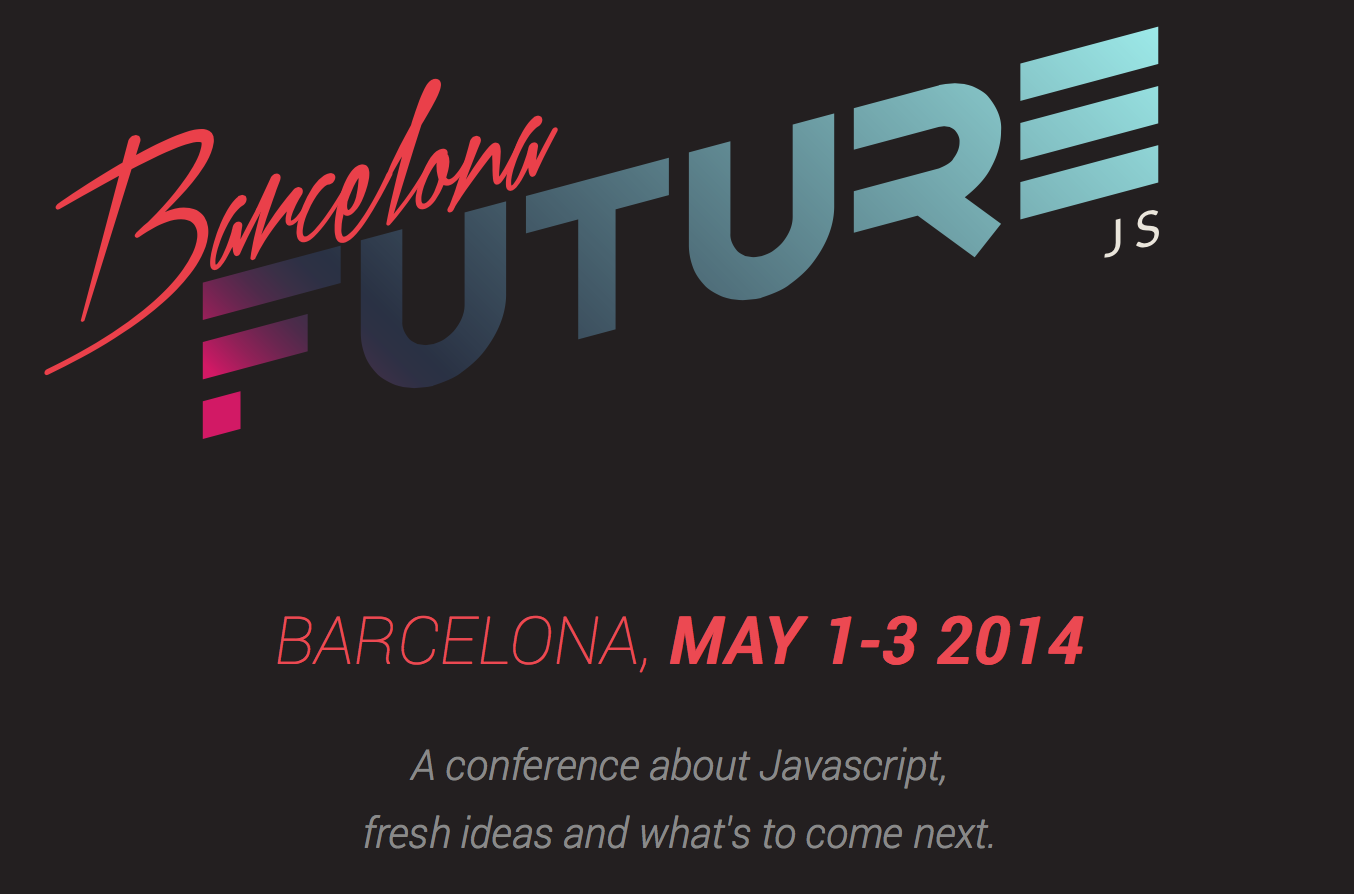 Barcelona
FUTURE
JS
BARCELONA, MAY 1-3 2014
A conference about Javascript,
fresh ideas and what's to come next.